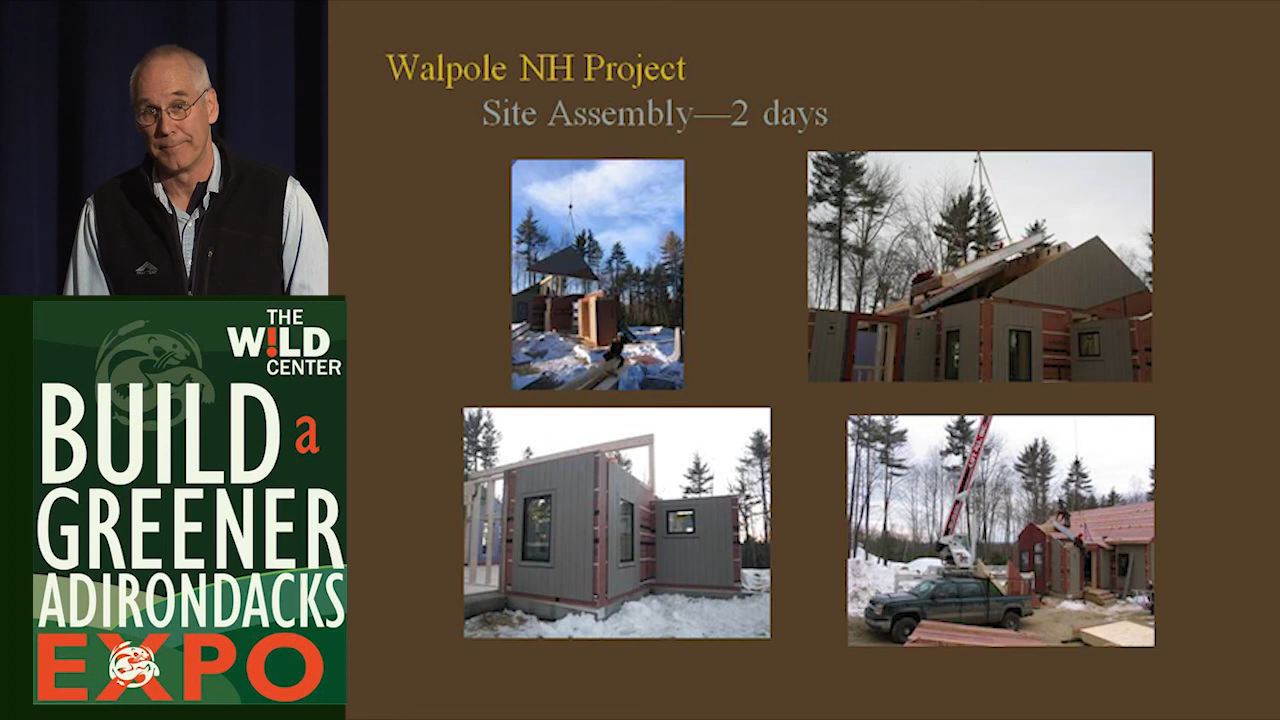 Walpole NH Project
Site Assembly—2 days
THE
W!LD
CENTER
BUILD a
GREENER
ADIRONDACKS
EXPO